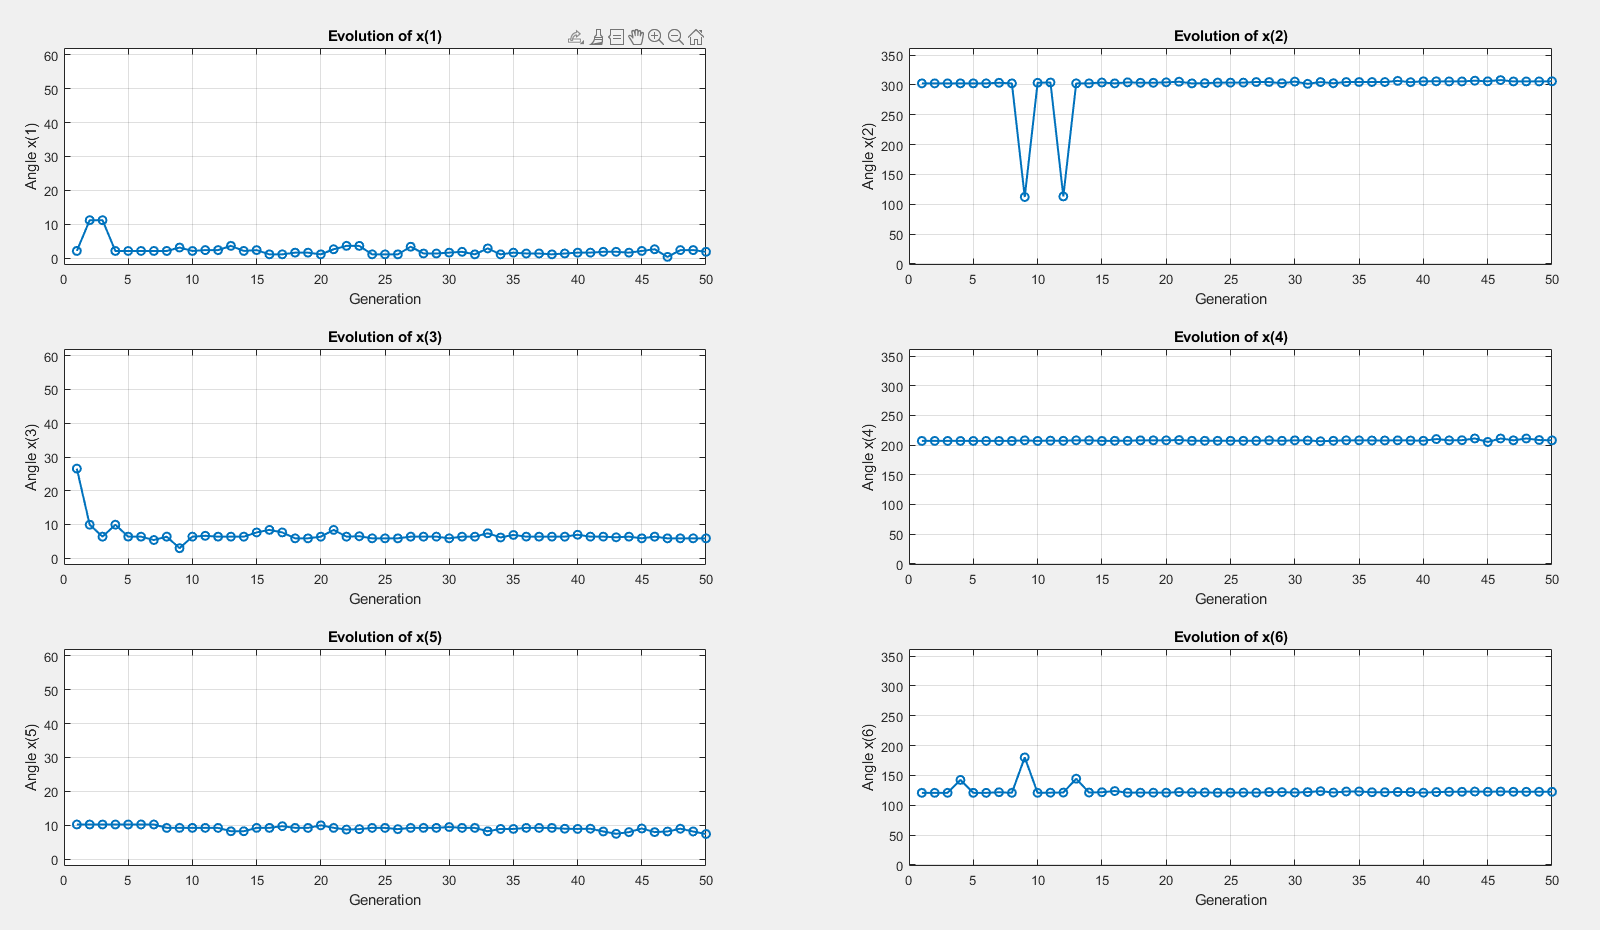 Evolution of x(1)
60
50
40
30
20
10
0
Angle x(1)
0 5 10 15 20 25 30 35 40 45 50
Generation
Evolution of x(2)
350
300
250
200
150
100
50
0
Angle x(2)
0 5 10 15 20 25 30 35 40 45 50
Generation
Evolution of x(3)
60
50
40
30
20
10
0
Angle x(3)
0 5 10 15 20 25 30 35 40 45 50
Generation
Evolution of x(4)
350
300
250
200
150
100
50
0
Angle x(4)
0 5 10 15 20 25 30 35 40 45 50
Generation
Evolution of x(5)
60
50
40
30
20
10
0
Angle x(5)
0 5 10 15 20 25 30 35 40 45 50
Generation
Evolution of x(6)
350
300
250
200
150
100
50
0
Angle x(6)
0 5 10 15 20 25 30 35 40 45 50
Generation